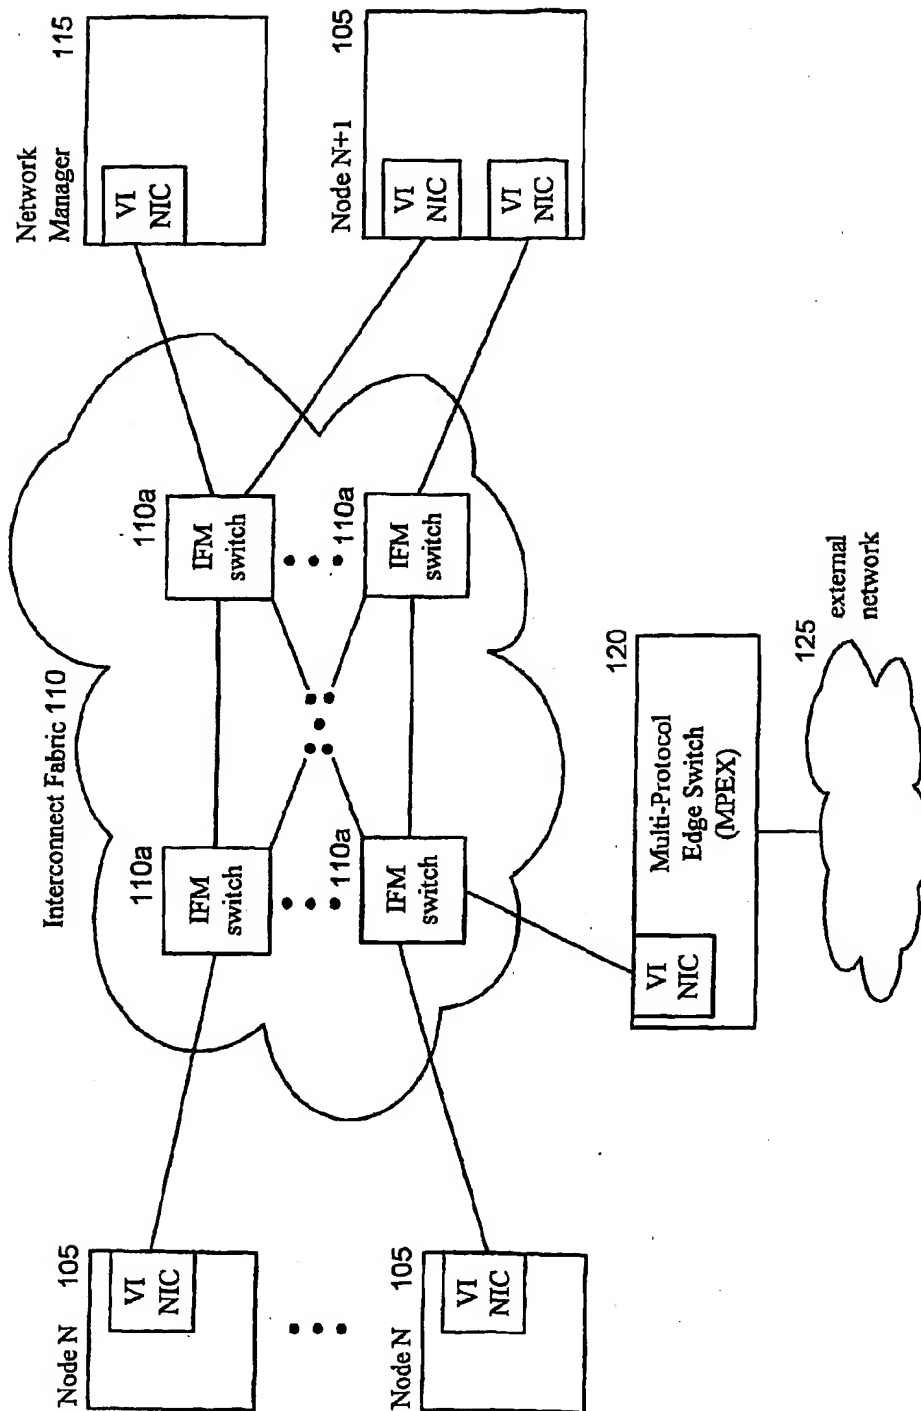 Network
Manager
115
VI
NIC
Node N+1
105
VI
NIC
VI
NIC
Interconnect Fabric 110
110a
IFM
switch
110a
IFM
switch
110a
IFM
switch
110a
IFM
switch
120
Multi-Protocol
Edge Switch
(MPEX)
VI
NIC
125
external
network
Node N
105
VI
NIC
Node N
105
VI
NIC